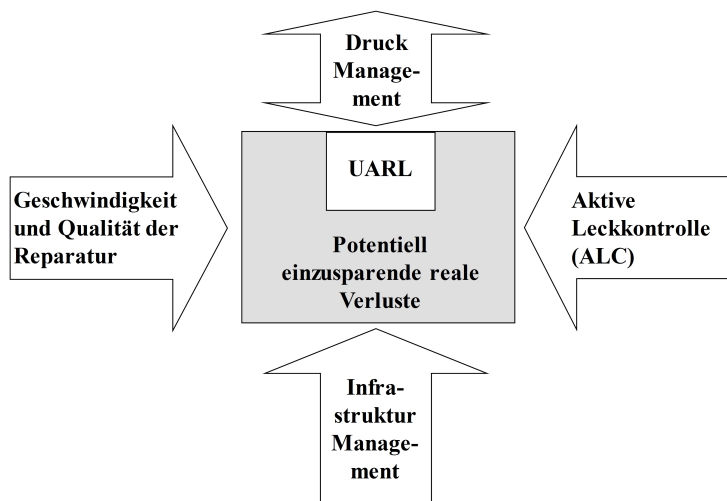 Druck
Manage-
ment
UARL
Geschwindigkeit
und Qualität der
Reparatur
Potentiell
einzusparende reale
Verluste
Aktive
Leckkontrolle
(ALC)
Infra-
struktur
Manage-
ment